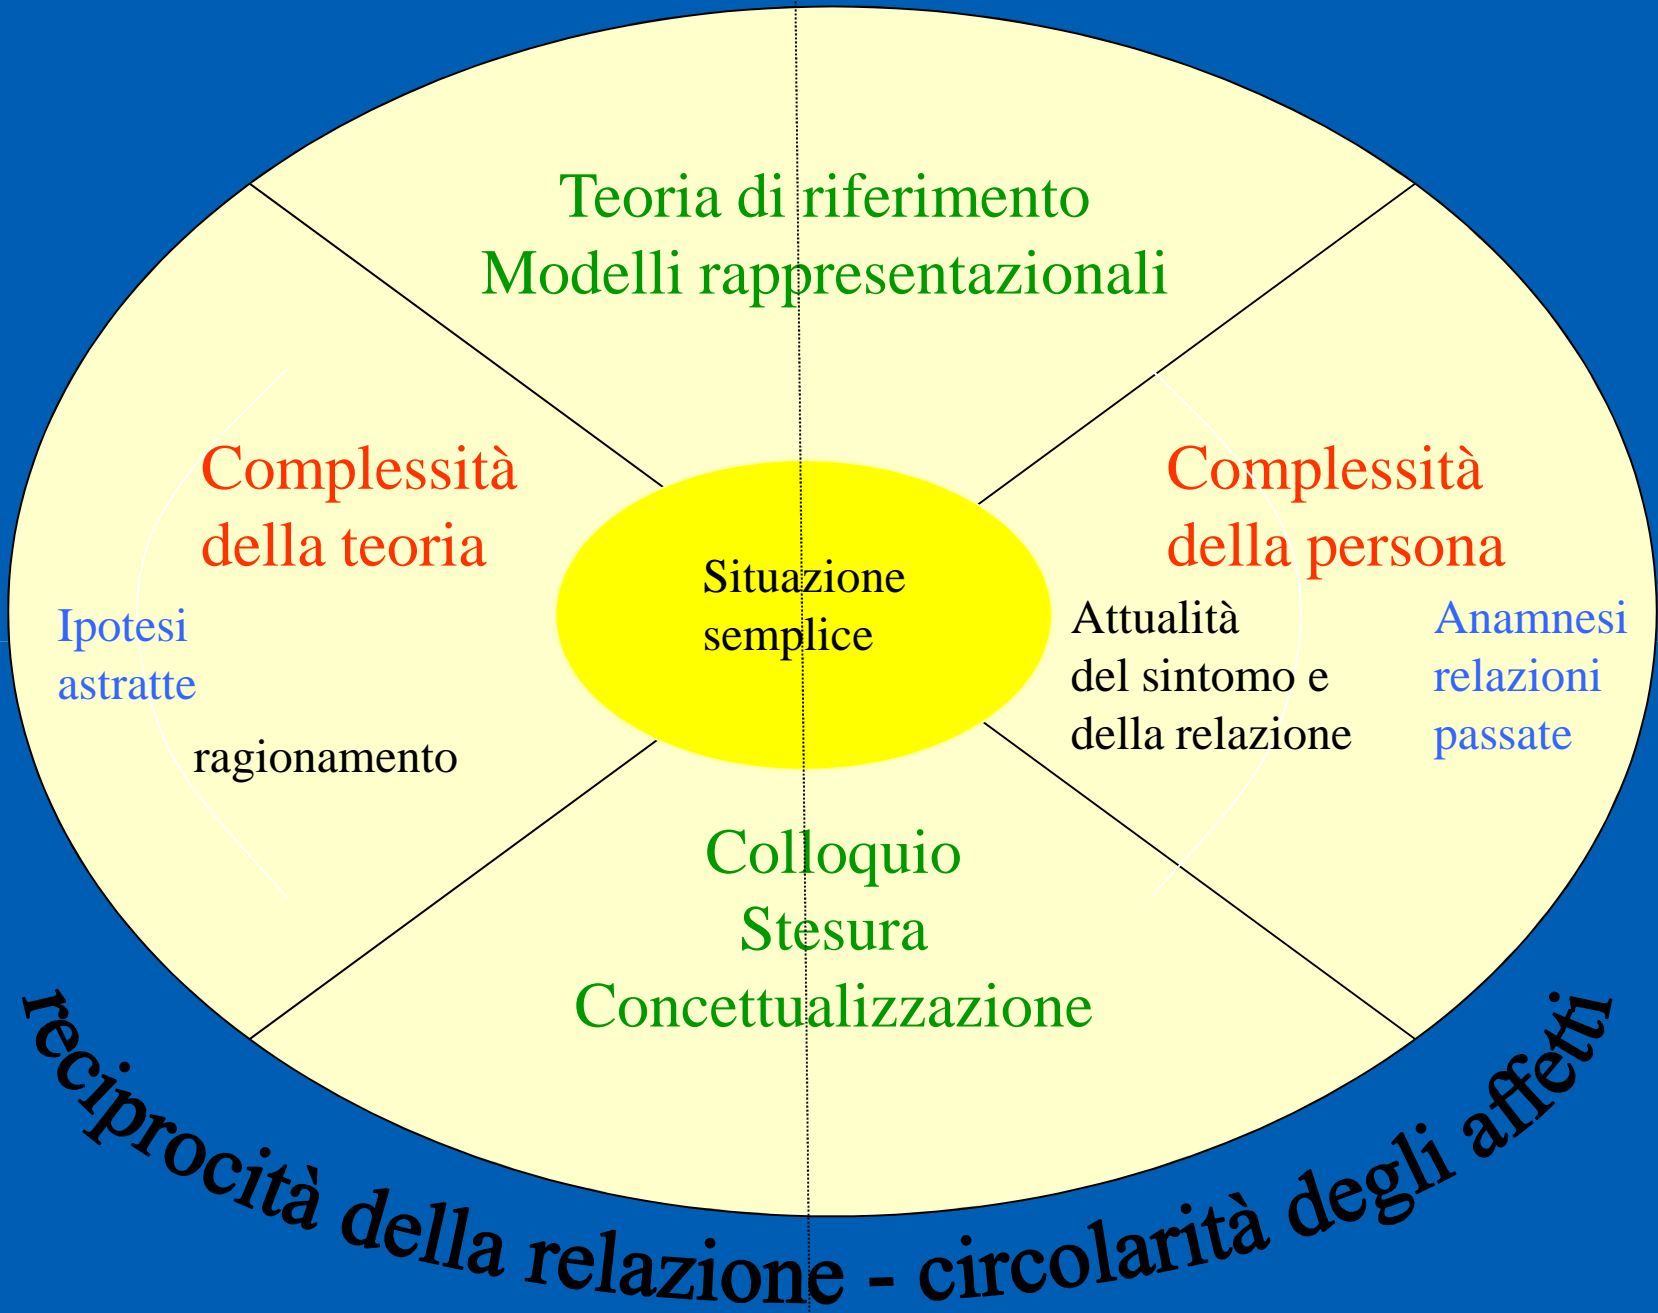 Teoria di riferimento
Modelli rappresentazionali
Complessità
della teoria
Ipotesi
astratte
ragionamento
Situazione
semplice
Complessità
della persona
Attualità
del sintomo e
della relazione
Anamnesi
relazioni
passate
Colloquio
Stesura
Concettualizzazione
reciprocità della relazione - circolarità degli affetti